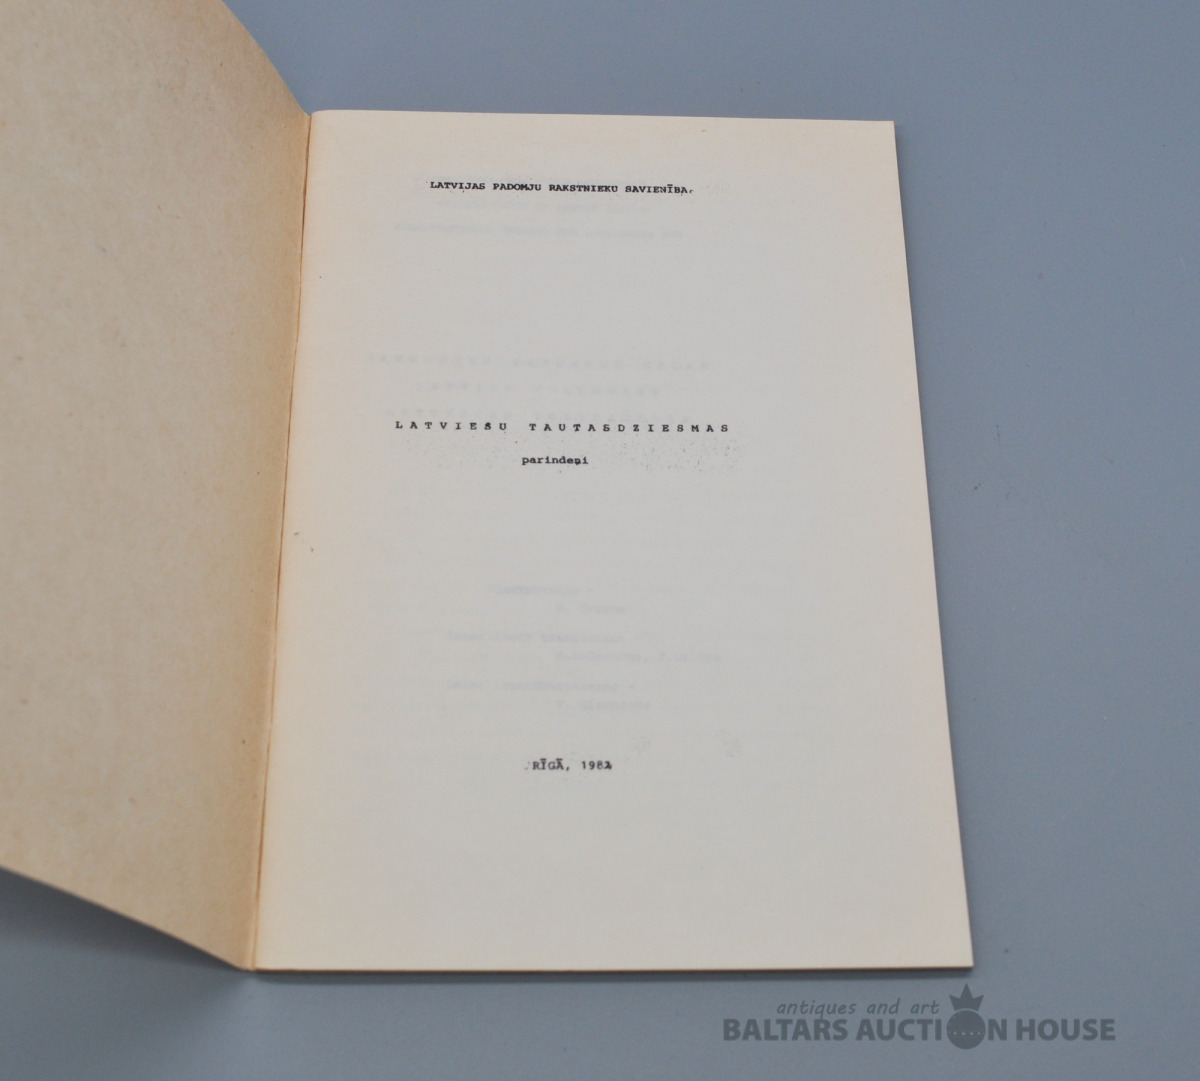 LATVIJAS PADOMJU RAKSTNIEKU SAVIENĪBA
LATVIEŠU TAUTASDZIESMAS
parindeņi
RĪGĀ, 1982
antiques and art
BALTARS AUCTION HOUSE